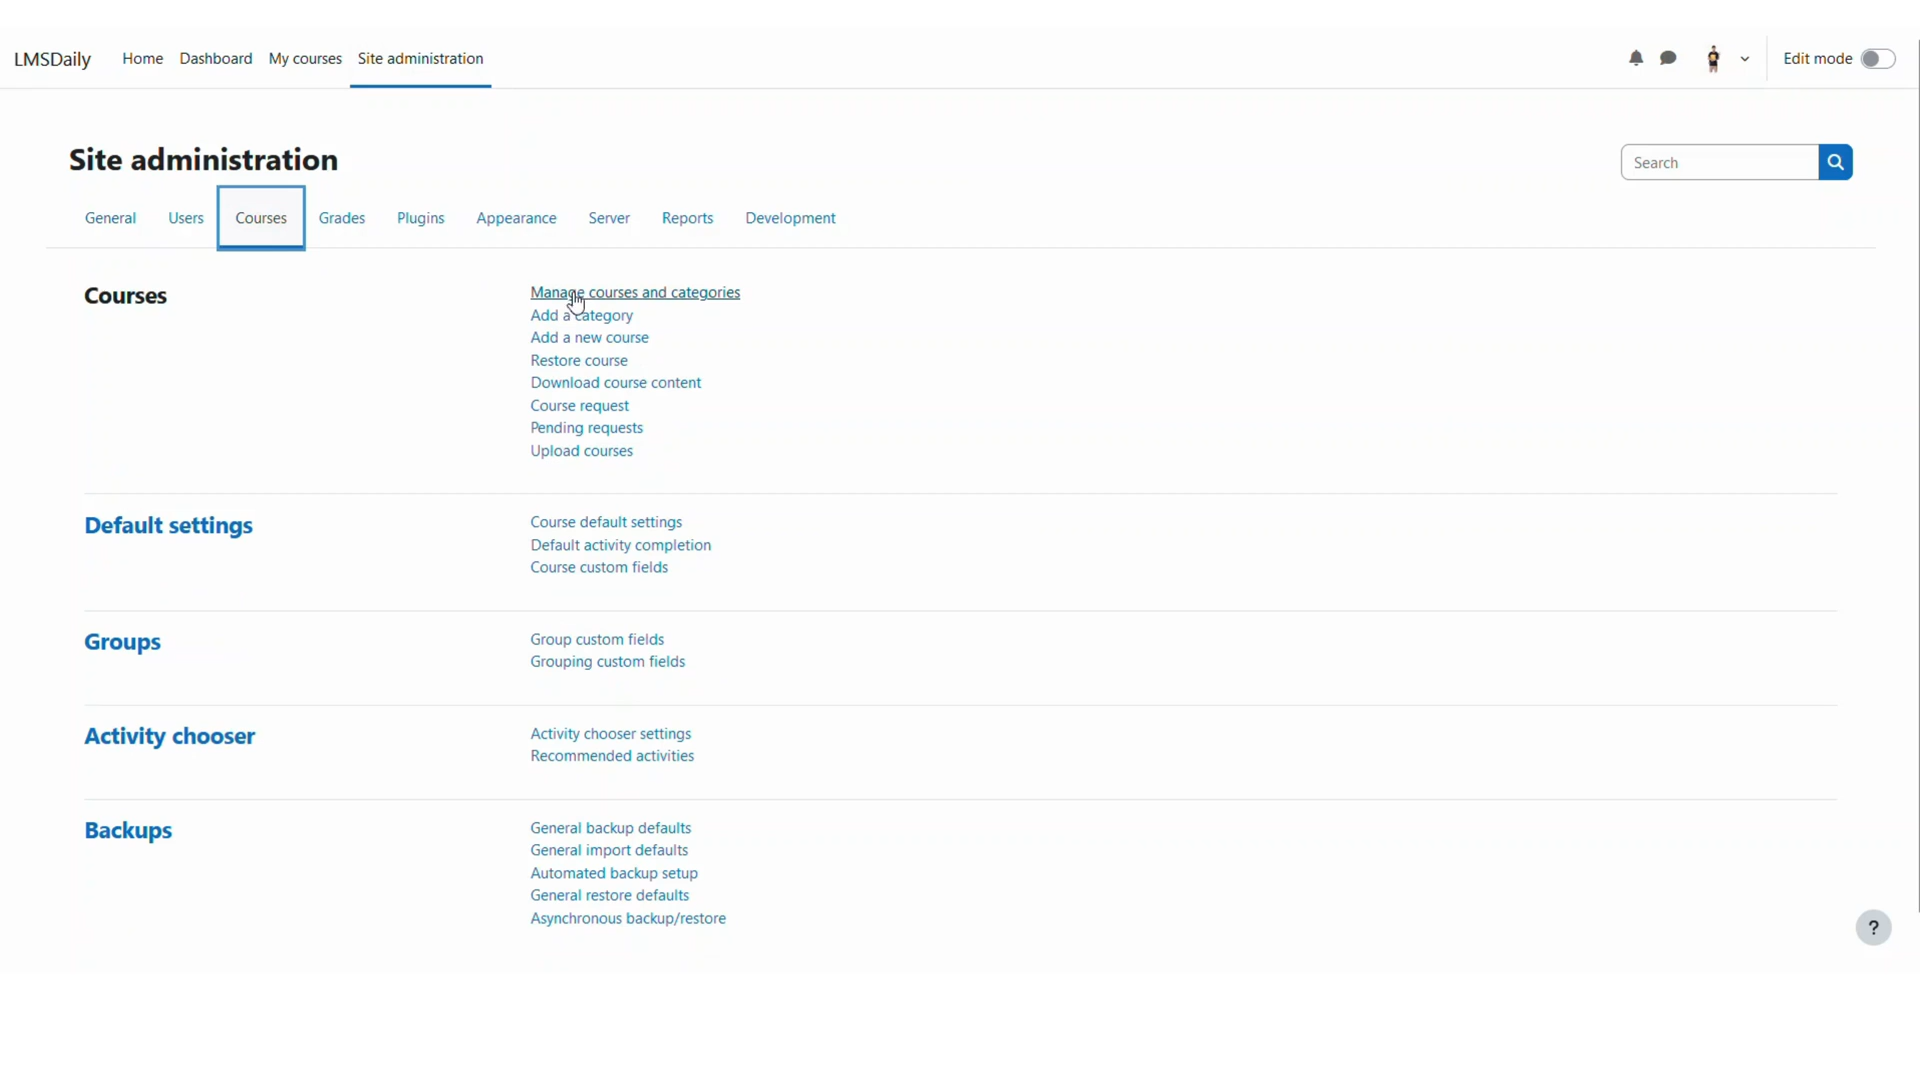 LMSDaily Home Dashboard My courses Site administration Edit mode
Site administration
Search
General Users Courses Grades Plugins Appearance Server Reports Development
Courses
Manage courses and categories
Add a category
Add a new course
Restore course
Download course content
Course request
Pending requests
Upload courses
Default settings
Course default settings
Default activity completion
Course custom fields
Groups
Group custom fields
Grouping custom fields
Activity chooser
Activity chooser settings
Recommended activities
Backups
General backup defaults
General import defaults
Automated backup setup
General restore defaults
Asynchronous backup/restore
?